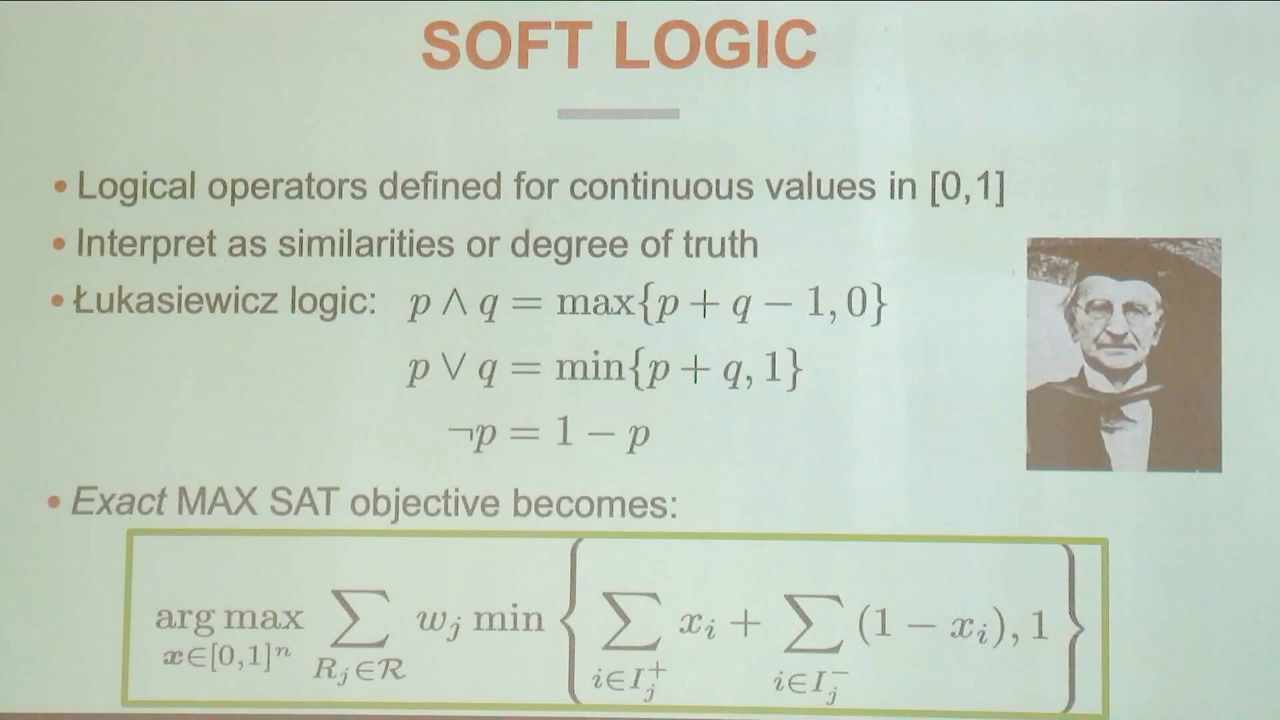 SOFT LOGIC
• Logical operators defined for continuous values in [0,1]
• Interpret as similarities or degree of truth
• Łukasiewicz logic: p ∧ q = max{p + q − 1, 0}
p ∨ q = min{p + q, 1}
¬p = 1 − p
• Exact MAX SAT objective becomes:
arg max_{x∈[0,1]^n} ∑_{R_j∈ℛ} w_j min { ∑_{i∈I_j^+} x_i + ∑_{i∈I_j^−} (1 − x_i), 1 }